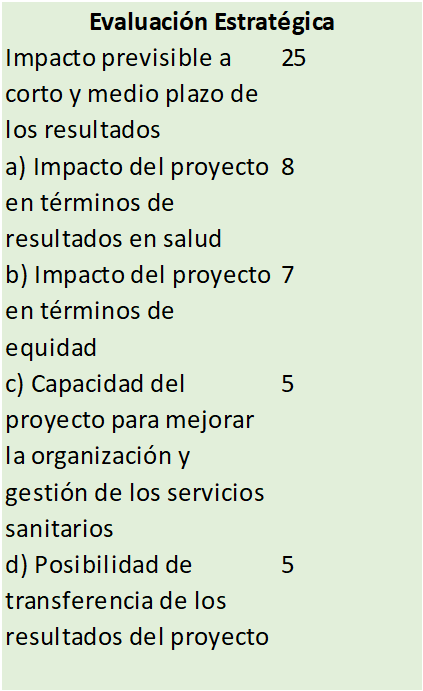 Evaluación Estratégica
Impacto previsible a 25
corto y medio plazo de
los resultados
a) Impacto del proyecto 8
en términos de
resultados en salud
b) Impacto del proyecto 7
en términos de
equidad
c) Capacidad del 5
proyecto para mejorar
la organización y
gestión de los servicios
sanitarios
d) Posibilidad de 5
transferencia de los
resultados del proyecto